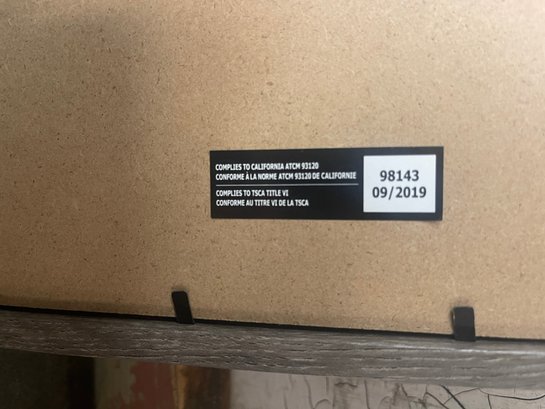 COMPLIES TO CALIFORNIA ATCM 93120
CONFORME À LA NORME ATCM 93120 DE CALIFORNIE
COMPLIES TO TSCA TITLE VI
CONFORME AU TITRE VI DE LA TSCA
98143
09/2019